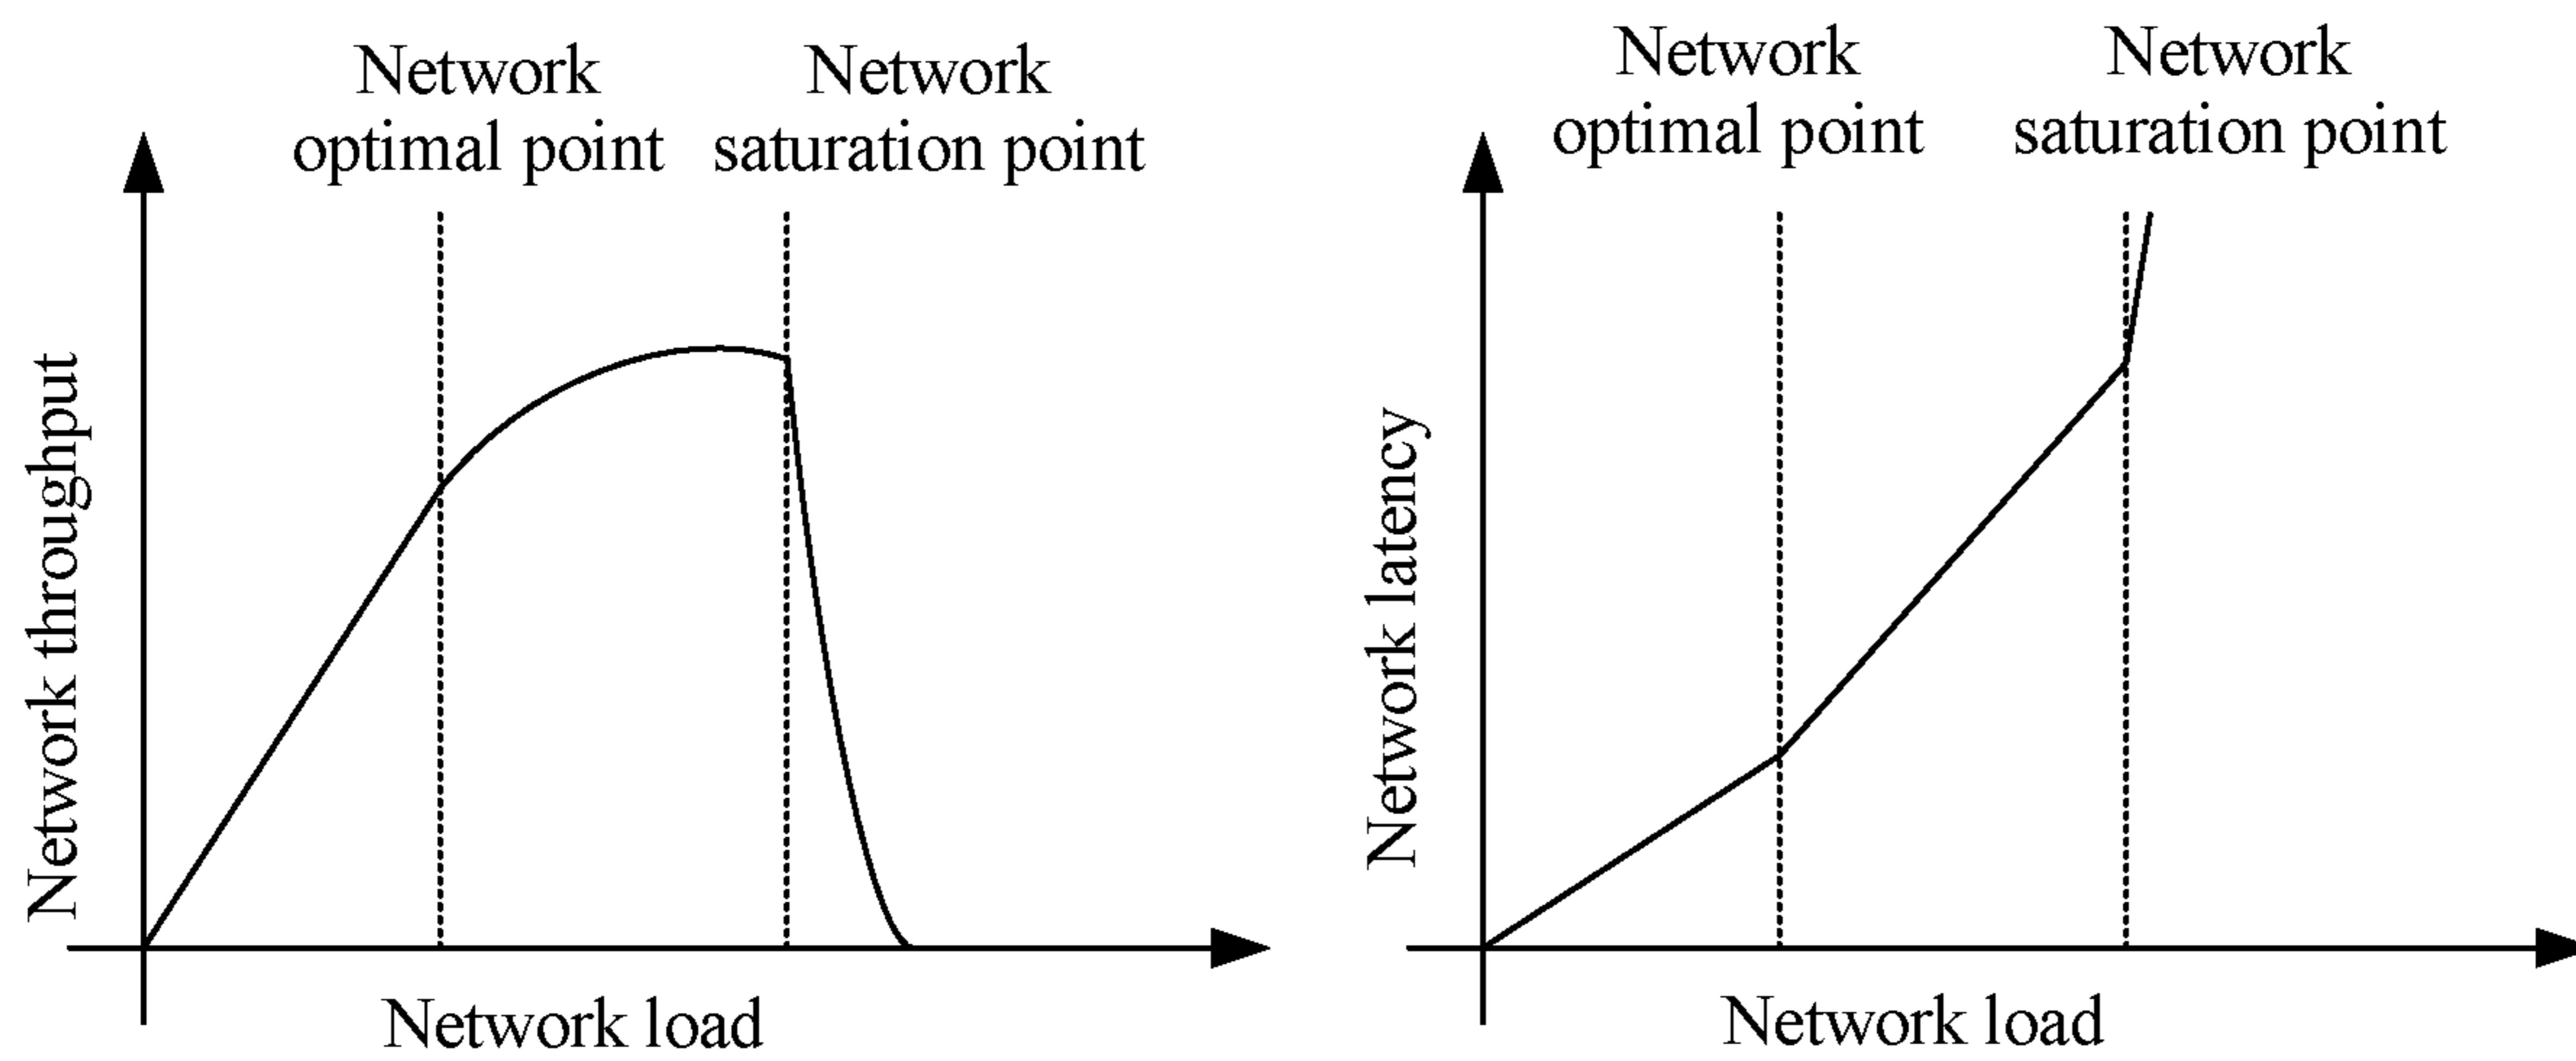 Network
optimal point
Network
saturation point
Network throughput
Network load
Network
optimal point
Network
saturation point
Network latency
Network load